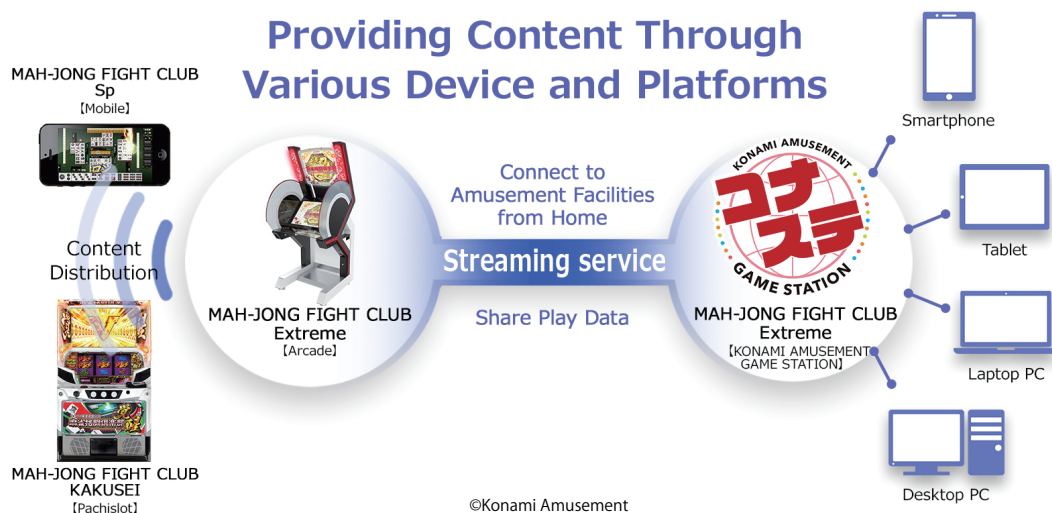 Providing Content Through
Various Device and Platforms
MAH-JONG FIGHT CLUB
Sp
【Mobile】
Content
Distribution
MAH-JONG FIGHT CLUB
KAKUSEI
【Pachislot】
MAH-JONG FIGHT CLUB
Extreme
【Arcade】
Connect to
Amusement Facilities
from Home
Streaming service
Share Play Data
KONAMI AMUSEMENT
コナ
ステ
GAME STATION
MAH-JONG FIGHT CLUB
Extreme
【KONAMI AMUSEMENT
GAME STATION】
Smartphone
Tablet
Laptop PC
Desktop PC
©Konami Amusement